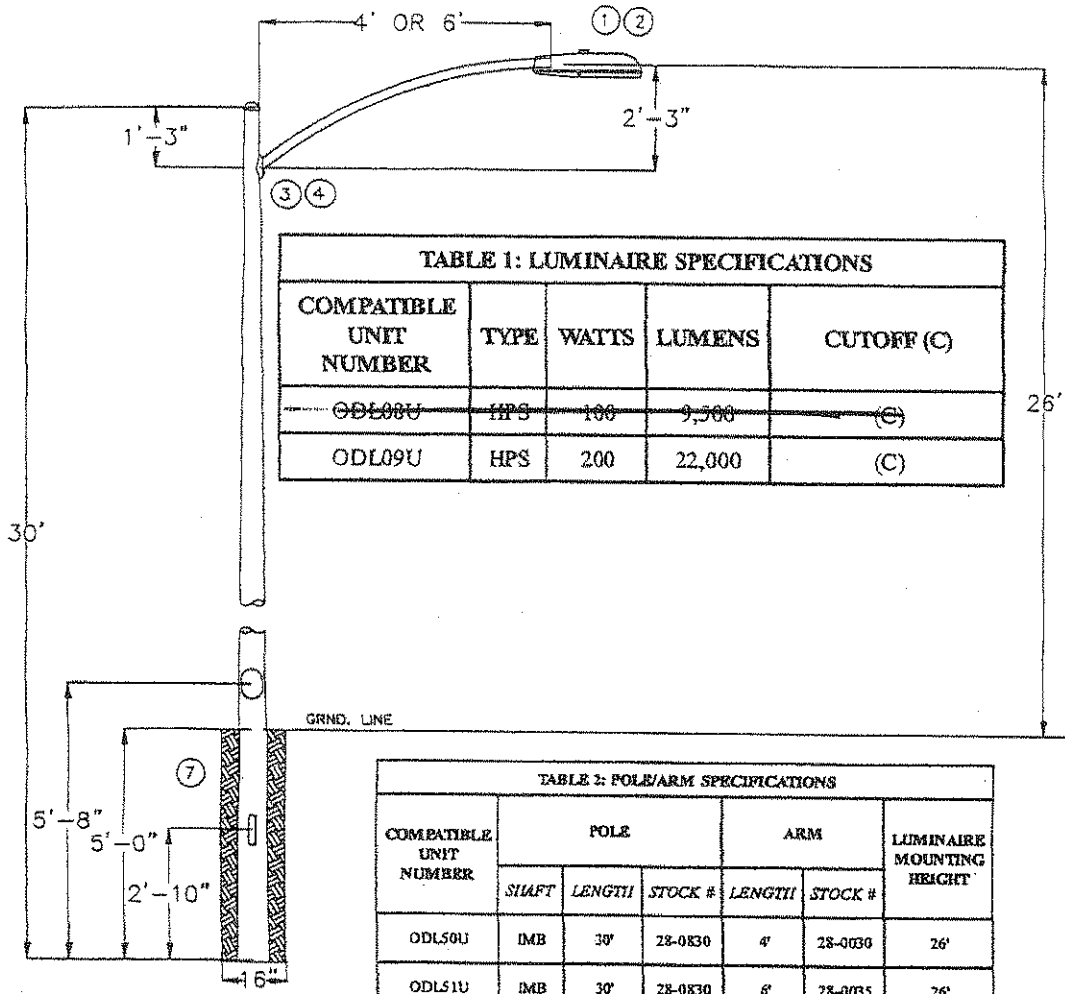 4' OR 6'
1 2
1'-3"
2'-3"
3 4
TABLE 1: LUMINAIRE SPECIFICATIONS
COMPATIBLE UNIT NUMBER TYPE WATTS LUMENS CUTOFF (C)
ODL08U HPS 100 9,500 (C)
ODL09U HPS 200 22,000 (C)
26'
30'
GRND. LINE
7
5'-8"
5'-0"
2'-10"
16"
TABLE 2: POLE/ARM SPECIFICATIONS
COMPATIBLE UNIT NUMBER POLE ARM LUMINAIRE MOUNTING HEIGHT
SHAFT LENGTH STOCK # LENGTH STOCK #
ODL50U IMB 30' 28-0830 4' 28-0030 26'
ODL51U IMB 30' 28-0830 6' 28-0035 26'